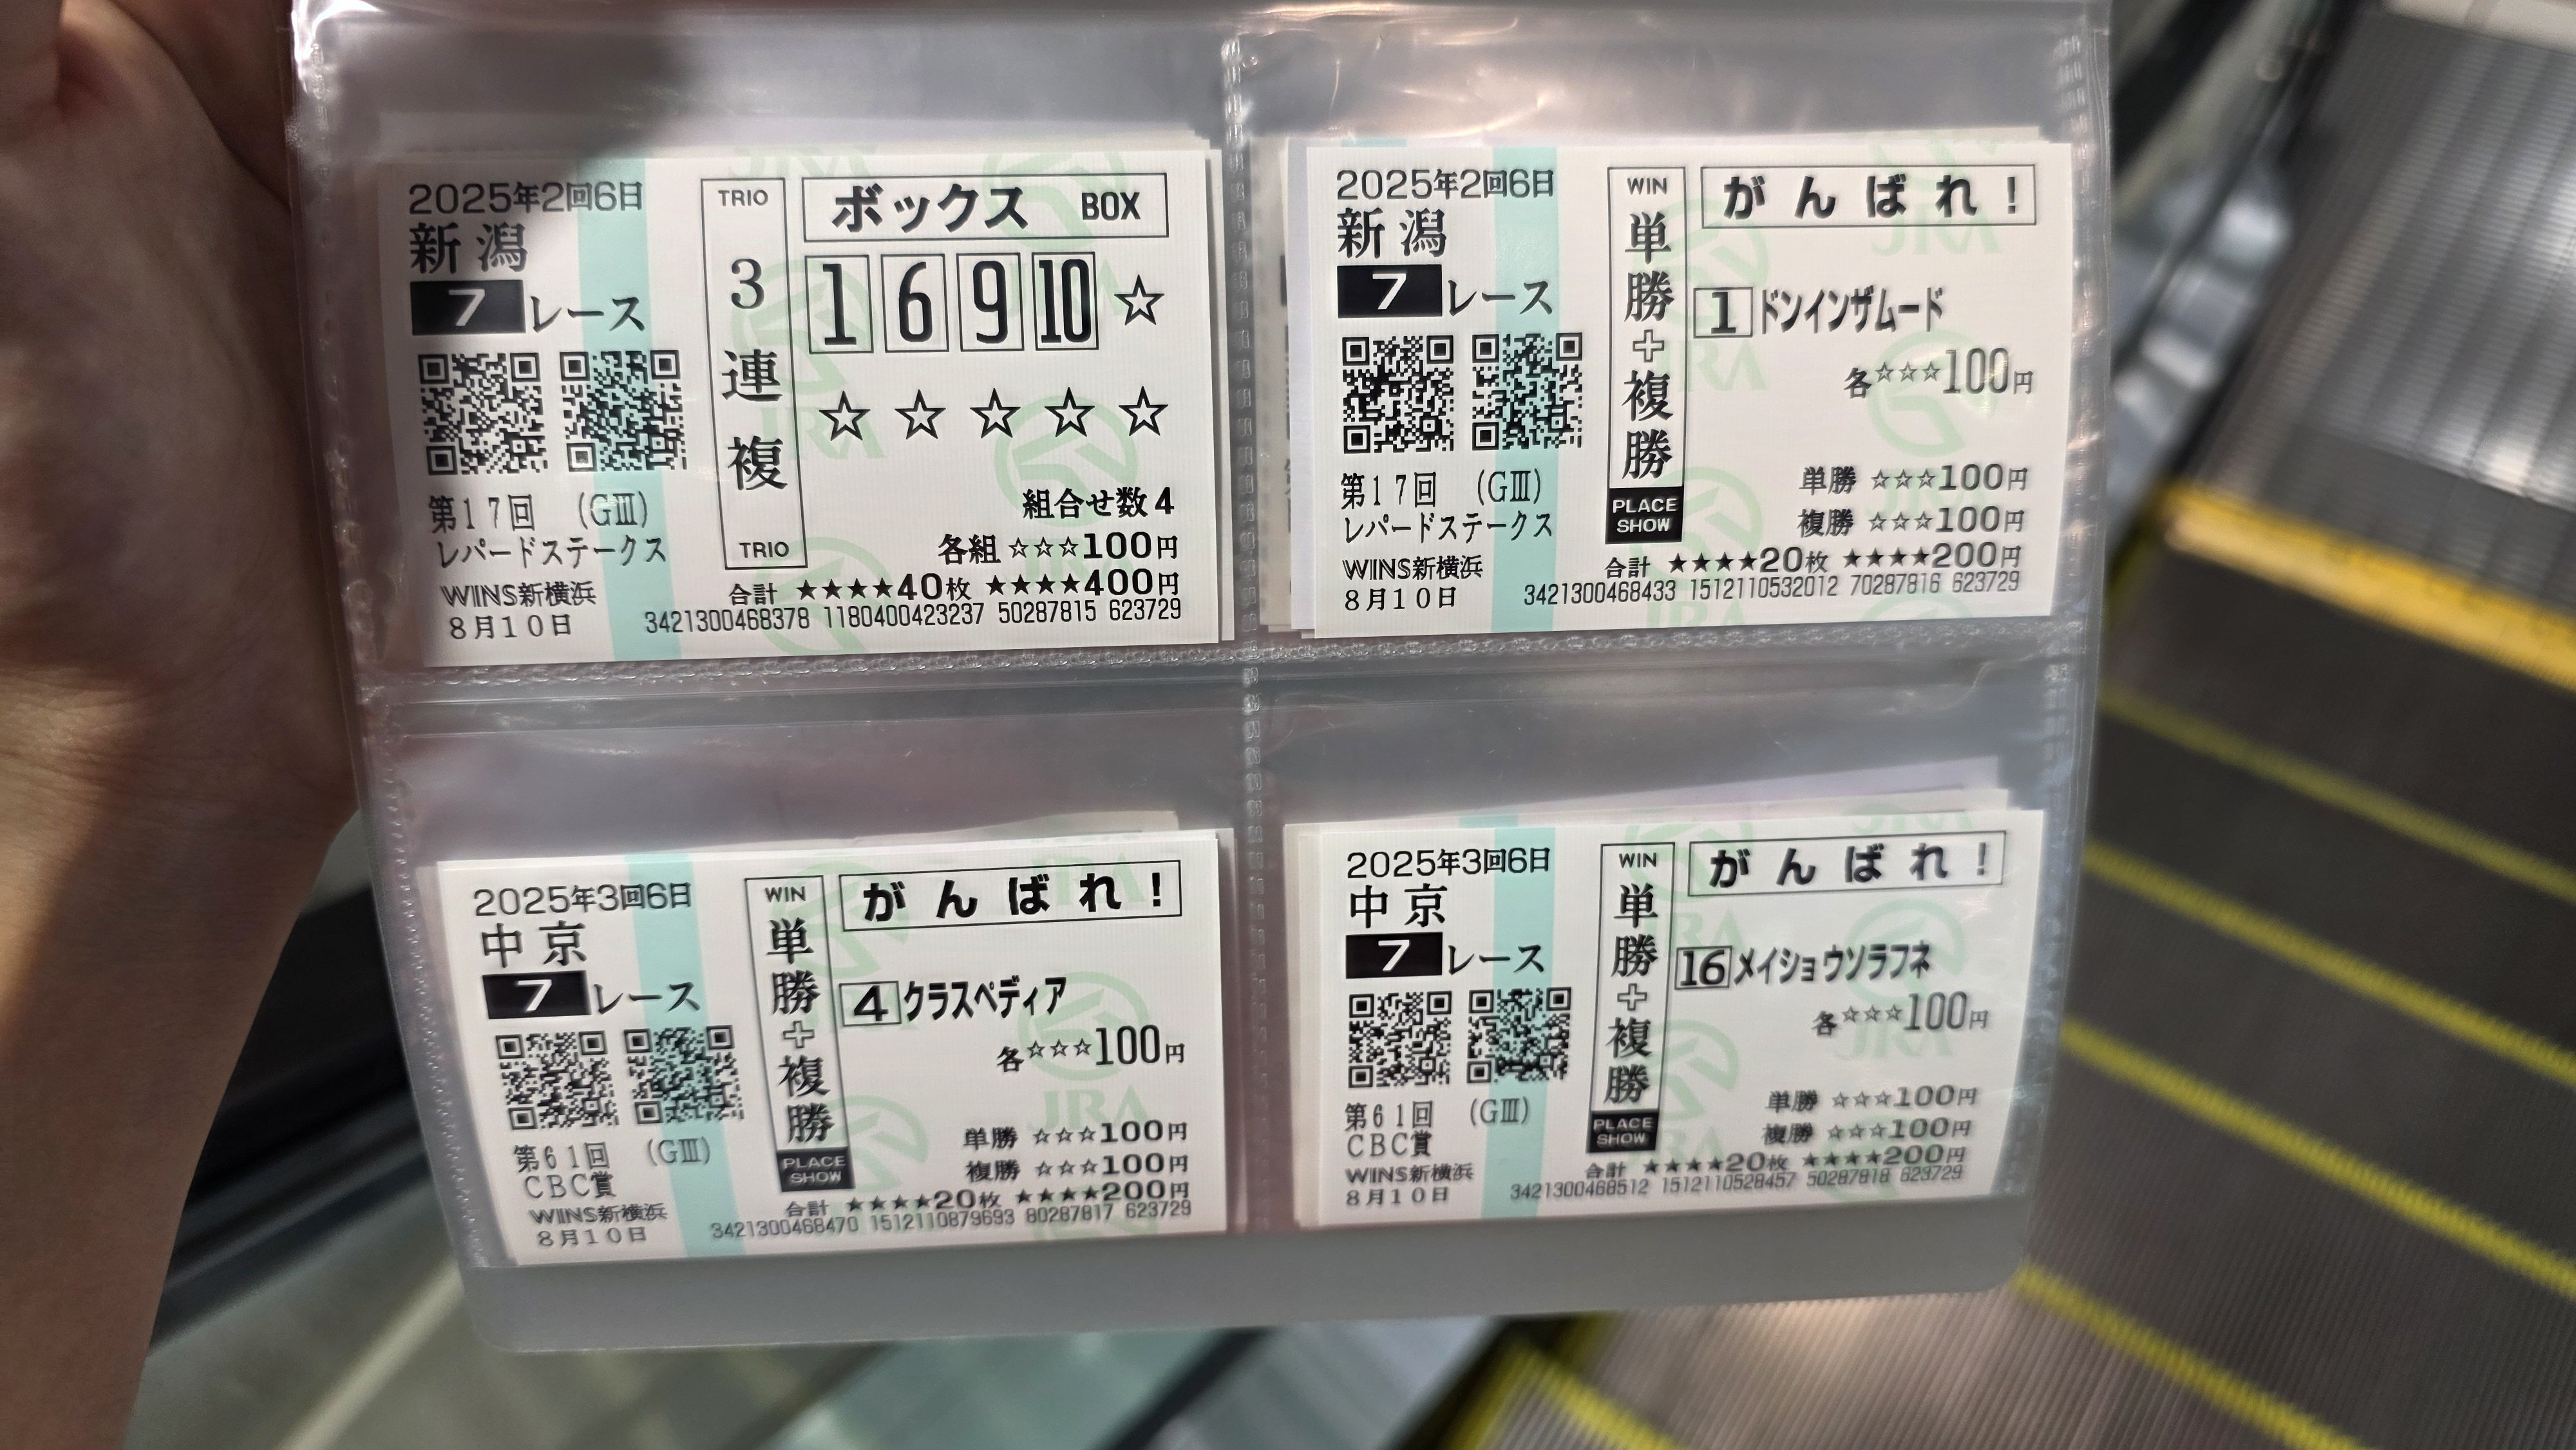 2025年2回6日
新潟
7レース
第17回 (GⅢ)
レパードステークス
WINS新横浜
8月10日
TRIO
3連複
TRIO
ボックス BOX
1 6 9 10 ☆
☆ ☆ ☆ ☆ ☆
組合せ数4
各組 ☆☆☆100円
合計 ★★★★40枚 ★★★★400円
3421300468378 1180400423237 50287815 623729
2025年2回6日
新潟
7レース
第17回 (GⅢ)
レパードステークス
WINS新横浜
8月10日
WIN
単勝+複勝
PLACE
SHOW
がんばれ!
1 ドンインザムード
各☆☆☆100円
単勝 ☆☆☆100円
複勝 ☆☆☆100円
合計 ★★★★20枚 ★★★★200円
3421300468433 1512110532012 70287816 623729
2025年3回6日
中京
7レース
第61回 (GⅢ)
CBC賞
WINS新横浜
8月10日
WIN
単勝+複勝
PLACE
SHOW
がんばれ!
4 クラスペディア
各☆☆☆100円
単勝 ☆☆☆100円
複勝 ☆☆☆100円
合計 ★★★★20枚 ★★★★200円
3421300468470 1512110879693 80287817 623729
2025年3回6日
中京
7レース
第61回 (GⅢ)
CBC賞
WINS新横浜
8月10日
WIN
単勝+複勝
PLACE
SHOW
がんばれ!
16 メイショウソラフネ
各☆☆☆100円
単勝 ☆☆☆100円
複勝 ☆☆☆100円
合計 ★★★★20枚 ★★★★200円
3421300468512 1512110528457 50287818 623729